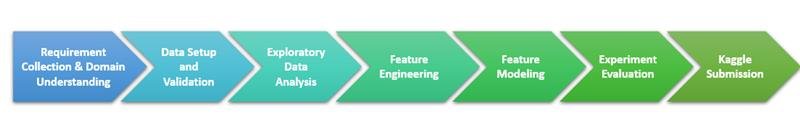 Requirement
Collection & Domain
Understanding
Data Setup
and
Validation
Exploratory
Data
Analysis
Feature
Engineering
Feature
Modeling
Experiment
Evaluation
Kaggle
Submission